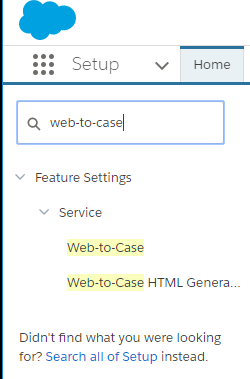 Setup
Home
web-to-case
Feature Settings
Service
Web-to-Case
Web-to-Case HTML Genera...
Didn't find what you were looking
for? Search all of Setup instead.